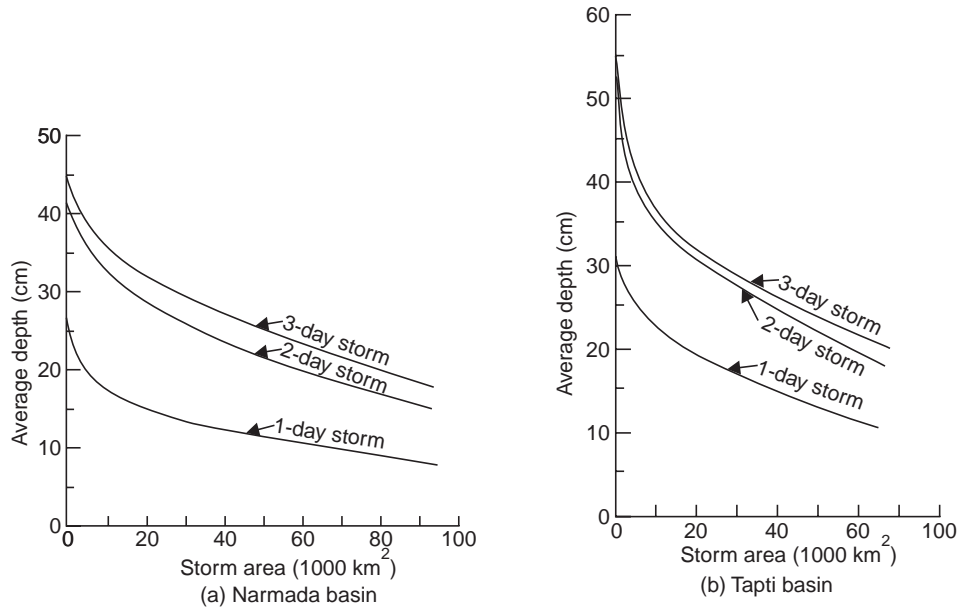 50
40
30
20
10
0
Average depth (cm)
3-day storm
2-day storm
1-day storm
0 20 40 60 80 100
Storm area (1000 km²)
(a) Narmada basin
60
50
40
30
20
10
0
Average depth (cm)
3-day storm
2-day storm
1-day storm
0 20 40 60 80 100
Storm area (1000 km²)
(b) Tapti basin